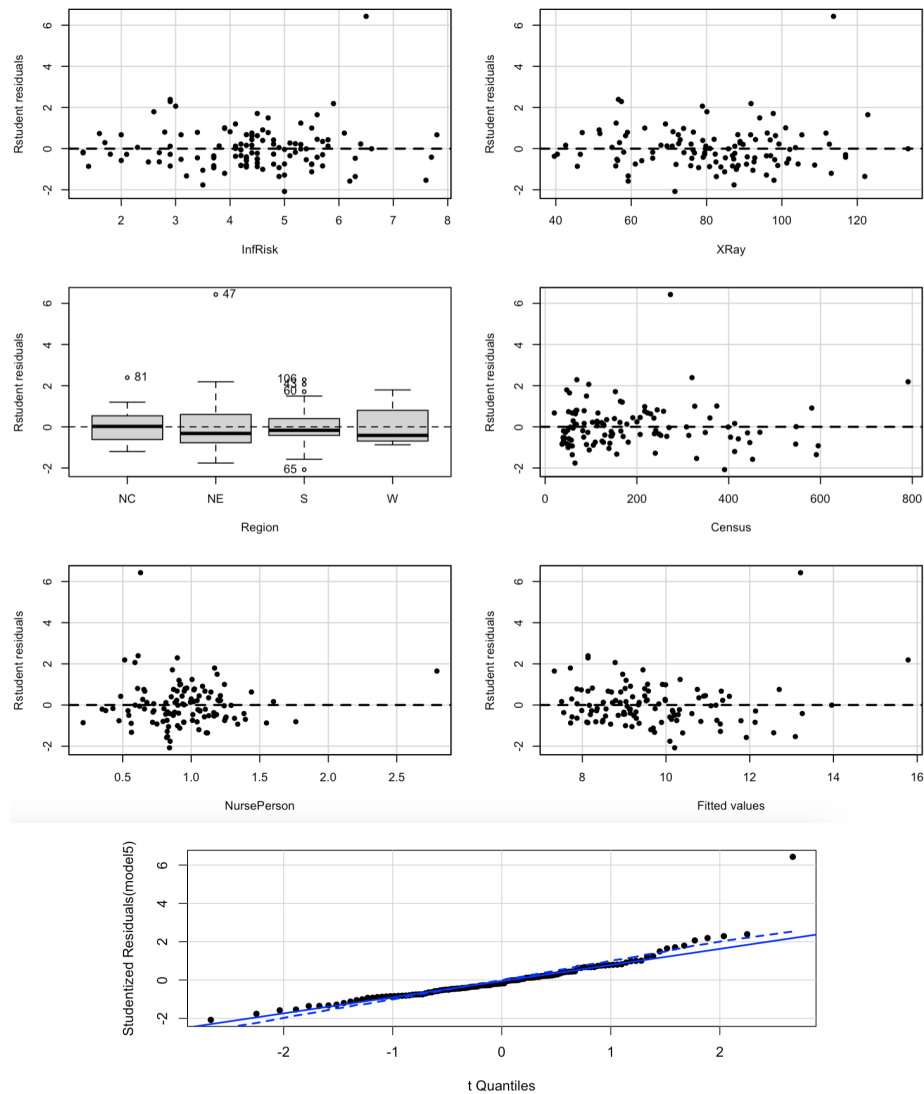 Rstudent residuals
6
4
2
0
-2
2 3 4 5 6 7 8
InfRisk
Rstudent residuals
6
4
2
0
-2
40 60 80 100 120
XRay
Rstudent residuals
6
4
2
0
-2
47
81
106
60
65
NC NE S W
Region
Rstudent residuals
6
4
2
0
-2
0 200 400 600 800
Census
Rstudent residuals
6
4
2
0
-2
0.5 1.0 1.5 2.0 2.5
NursePerson
Rstudent residuals
6
4
2
0
-2
8 10 12 14 16
Fitted values
Studentized Residuals(model5)
6
4
2
0
-2
-2 -1 0 1 2
t Quantiles